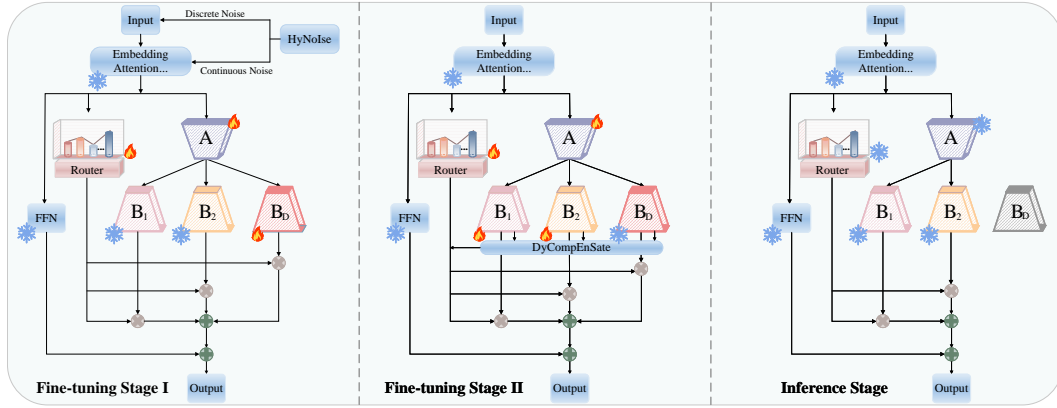 Input
Discrete Noise
HyNoIse
Embedding
Attention...
Continuous Noise
A
Router
B1
B2
BD
FFN
Output
Fine-tuning Stage I
Input
Embedding
Attention...
A
Router
B1
B2
BD
FFN
DyCompEnSate
Output
Fine-tuning Stage II
Input
Embedding
Attention...
A
Router
B1
B2
BD
FFN
Output
Inference Stage